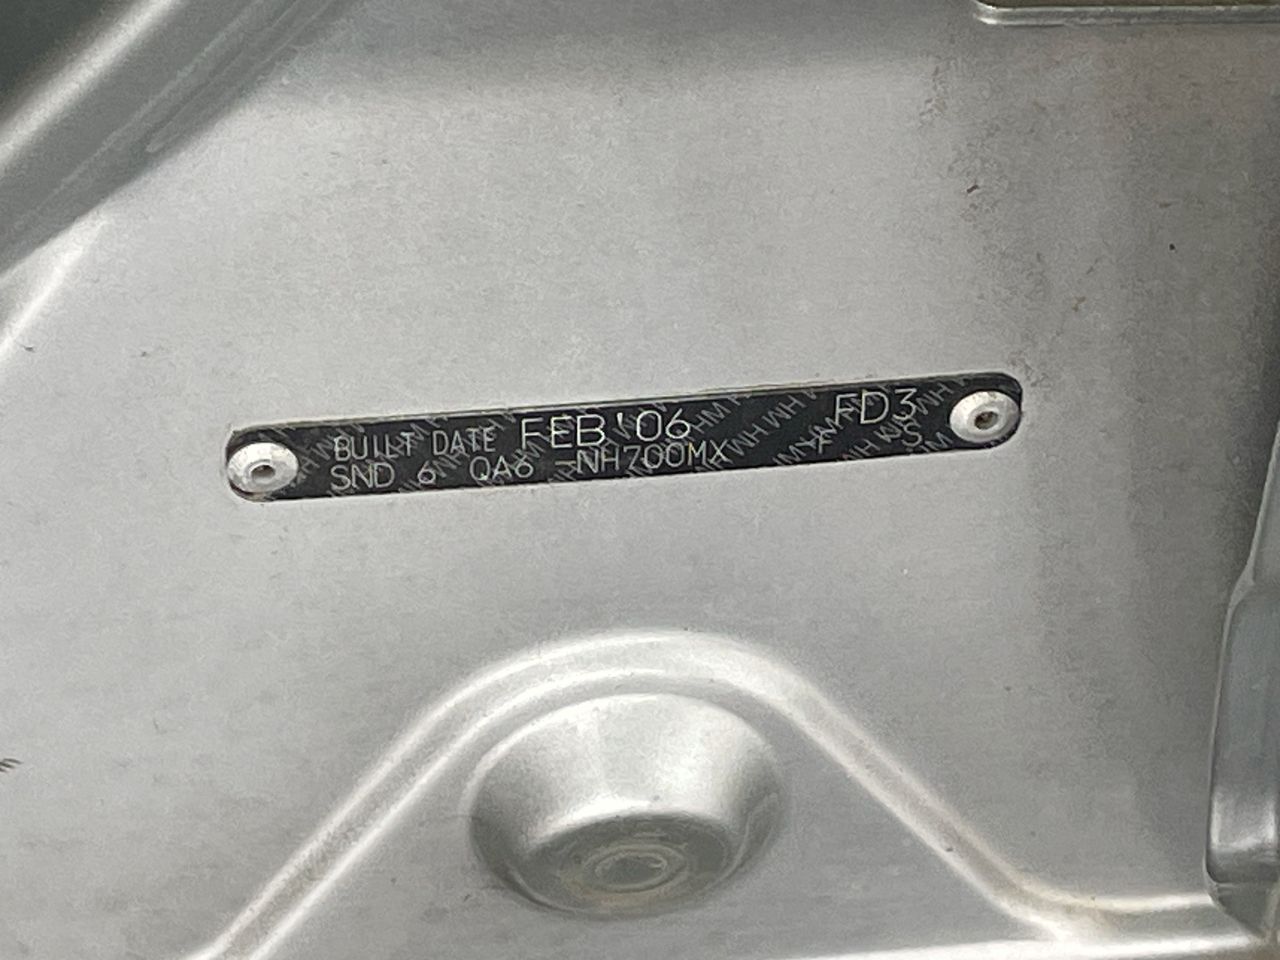 BUILT DATE FEB'06 FD3
SND 6 QA6 -NH700MX S